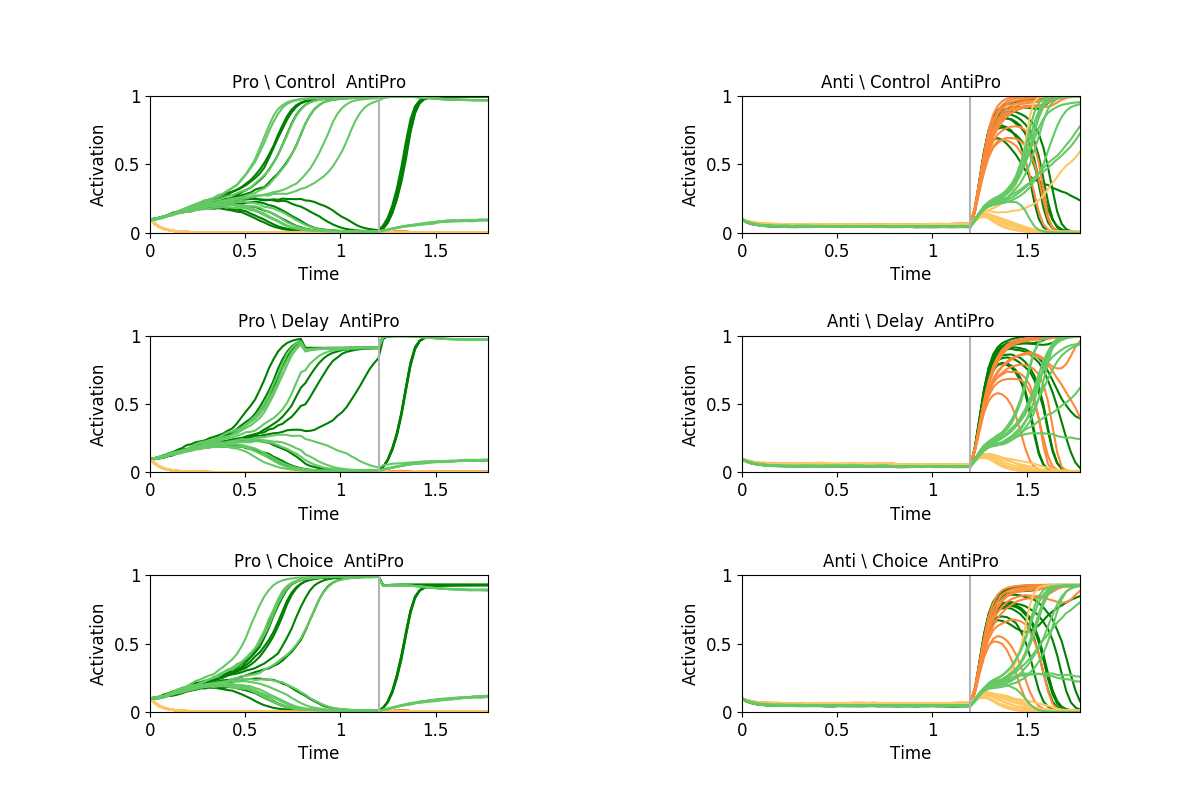 Pro \ Control  AntiPro
1
0.5
0
Activation
0
0.5
1
1.5
Time
Anti \ Control  AntiPro
1
0.5
0
Activation
0
0.5
1
1.5
Time
Pro \ Delay  AntiPro
1
0.5
0
Activation
0
0.5
1
1.5
Time
Anti \ Delay  AntiPro
1
0.5
0
Activation
0
0.5
1
1.5
Time
Pro \ Choice  AntiPro
1
0.5
0
Activation
0
0.5
1
1.5
Time
Anti \ Choice  AntiPro
1
0.5
0
Activation
0
0.5
1
1.5
Time